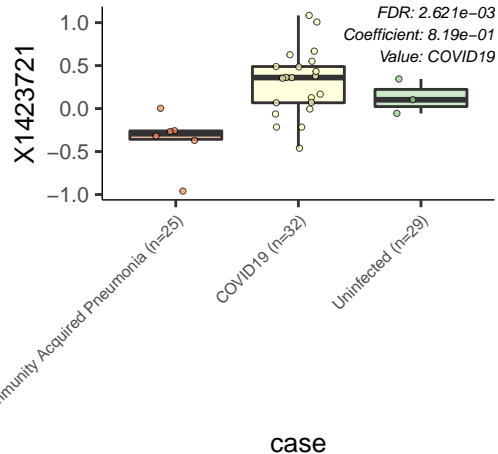 FDR: 2.621e−03
Coefficient: 8.19e−01
Value: COVID19
X1423721
1.0
0.5
0.0
−0.5
−1.0
Acquired Pneumonia (n=25)
COVID19 (n=32)
Uninfected (n=29)
case